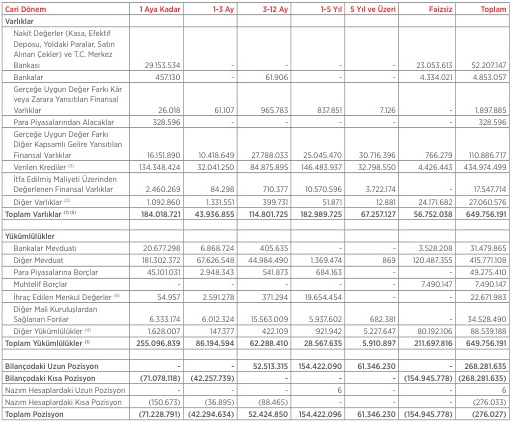 Cari Dönem 1 Aya Kadar 1-3 Ay 3-12 Ay 1-5 Yıl 5 Yıl ve Üzeri Faizsiz Toplam
Varlıklar
Nakit Değerler (Kasa, Efektif
Deposu, Yoldaki Paralar, Satın
Alınan Çekler) ve T.C. Merkez
Bankası 29.153.534 - - - - 23.053.613 52.207.147
Bankalar 457.130 - 61.906 - - 4.334.021 4.853.057
Gerçeğe Uygun Değer Farkı Kâr
veya Zarara Yansıtılan Finansal
Varlıklar 26.018 61.107 965.783 837.851 7.126 - 1.897.885
Para Piyasalarından Alacaklar 328.596 - - - - - 328.596
Gerçeğe Uygun Değer Farkı
Diğer Kapsamlı Gelire Yansıtılan
Finansal Varlıklar 16.151.890 10.418.649 27.788.033 25.045.470 30.716.396 766.279 110.886.717
Verilen Krediler (2) 134.348.424 32.041.250 84.875.895 146.483.937 32.798.550 4.426.443 434.974.499
İtfa Edilmiş Maliyeti Üzerinden
Değerlenen Finansal Varlıklar 2.460.269 84.298 710.377 10.570.596 3.722.174 - 17.547.714
Diğer Varlıklar (3) 1.092.860 1.331.551 399.731 51.871 12.881 24.171.682 27.060.576
Toplam Varlıklar (1) (5) 184.018.721 43.936.855 114.801.725 182.989.725 67.257.127 56.752.038 649.756.191
Yükümlülükler
Bankalar Mevduatı 20.677.298 6.868.724 405.635 - - 3.528.208 31.479.865
Diğer Mevduat 181.302.372 67.626.548 44.984.490 1.369.474 869 120.487.355 415.771.108
Para Piyasalarına Borçlar 45.101.031 2.948.343 541.873 684.163 - - 49.275.410
Muhtelif Borçlar - - - - - 7.490.147 7.490.147
İhraç Edilen Menkul Değerler (6) 54.957 2.591.278 371.294 19.654.454 - - 22.671.983
Diğer Mali Kuruluşlardan
Sağlanan Fonlar 6.333.174 6.012.324 15.563.009 5.937.602 682.381 - 34.528.490
Diğer Yükümlülükler (4) 1.628.007 147.377 422.109 921.942 5.227.647 80.192.106 88.539.188
Toplam Yükümlülükler (1) 255.096.839 86.194.594 62.288.410 28.567.635 5.910.897 211.697.816 649.756.191
Bilançodaki Uzun Pozisyon - - 52.513.315 154.422.090 61.346.230 - 268.281.635
Bilançodaki Kısa Pozisyon (71.078.118) (42.257.739) - - - (154.945.778) (268.281.635)
Nazım Hesaplardaki Uzun Pozisyon - - - 6 - - 6
Nazım Hesaplardaki Kısa Pozisyon (150.673) (36.895) (88.465) - - - (276.033)
Toplam Pozisyon (71.228.791) (42.294.634) 52.424.850 154.422.096 61.346.230 (154.945.778) (276.027)